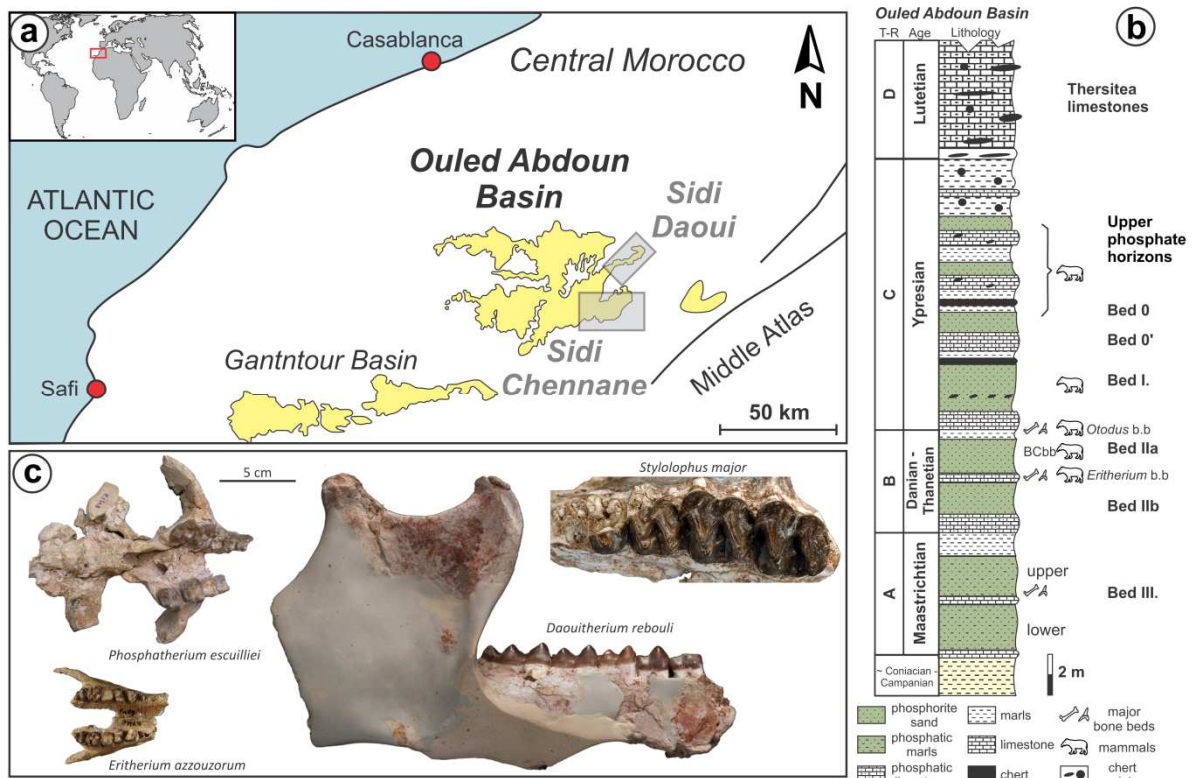 a
Casablanca
Central Morocco
N
ATLANTIC
OCEAN
Ouled Abdoun
Basin
Sidi
Daoui
Sidi
Chennane
Middle Atlas
Gantntour Basin
Safi
50 km
c
5 cm
Phosphatherium escuilliei
Eritherium azzouzorum
Daouitherium rebouli
Stylolophus major
Ouled Abdoun Basin
b
T-R Age Lithology
D
Lutetian
Thersitea
limestones
C
Ypresian
Upper
phosphate
horizons
Bed 0
Bed 0'
Bed I.
Otodus b.b
B
Danian -
Thanetian
BCbb
Bed IIa
Eritherium b.b
Bed IIb
A
Maastrichtian
upper
Bed III.
lower
~ Coniacian -
Campanian
2 m
phosphorite
sand
marls
major
bone beds
phosphatic
marls
limestone
mammals
phosphatic
chert
chert